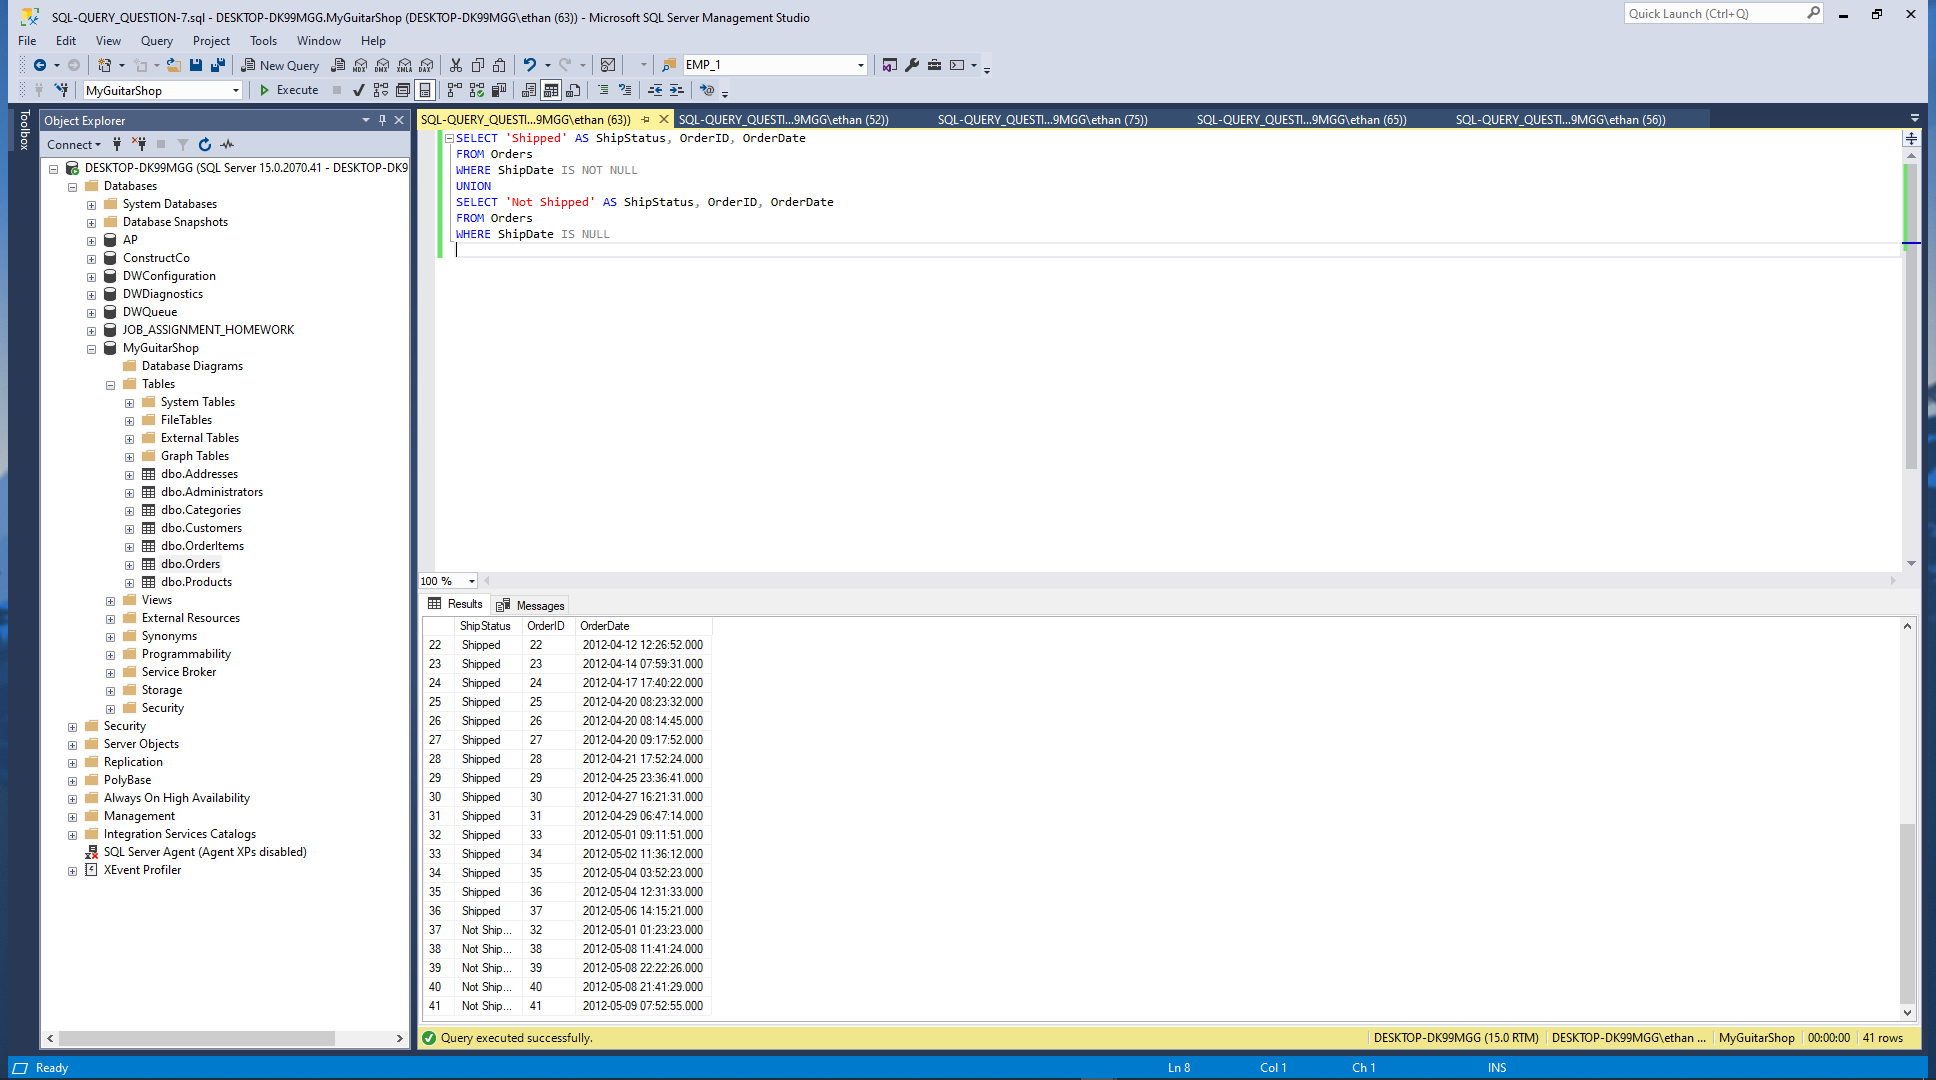 SQL-QUERY_QUESTION-7.sql - DESKTOP-DK99MGG.MyGuitarShop (DESKTOP-DK99MGG\ethan (63)) - Microsoft SQL Server Management Studio
Quick Launch (Ctrl+Q)
File Edit View Query Project Tools Window Help
New Query MDX DMX XMLA DAX EMP_1
MyGuitarShop Execute
Toolbox
Object Explorer
Connect
DESKTOP-DK99MGG (SQL Server 15.0.2070.41 - DESKTOP-DK9
Databases
System Databases
Database Snapshots
AP
ConstructCo
DWConfiguration
DWDiagnostics
DWQueue
JOB_ASSIGNMENT_HOMEWORK
MyGuitarShop
Database Diagrams
Tables
System Tables
FileTables
External Tables
Graph Tables
dbo.Addresses
dbo.Administrators
dbo.Categories
dbo.Customers
dbo.OrderItems
dbo.Orders
dbo.Products
Views
External Resources
Synonyms
Programmability
Service Broker
Storage
Security
Security
Server Objects
Replication
PolyBase
Always On High Availability
Management
Integration Services Catalogs
SQL Server Agent (Agent XPs disabled)
XEvent Profiler
SQL-QUERY_QUESTI...9MGG\ethan (63)) SQL-QUERY_QUESTI...9MGG\ethan (52)) SQL-QUERY_QUESTI...9MGG\ethan (75)) SQL-QUERY_QUESTI...9MGG\ethan (65)) SQL-QUERY_QUESTI...9MGG\ethan (56))
SELECT 'Shipped' AS ShipStatus, OrderID, OrderDate
FROM Orders
WHERE ShipDate IS NOT NULL
UNION
SELECT 'Not Shipped' AS ShipStatus, OrderID, OrderDate
FROM Orders
WHERE ShipDate IS NULL
100 %
Results Messages
ShipStatus OrderID OrderDate
22 Shipped 22 2012-04-12 12:26:52.000
23 Shipped 23 2012-04-14 07:59:31.000
24 Shipped 24 2012-04-17 17:40:22.000
25 Shipped 25 2012-04-20 08:23:32.000
26 Shipped 26 2012-04-20 08:14:45.000
27 Shipped 27 2012-04-20 09:17:52.000
28 Shipped 28 2012-04-21 17:52:24.000
29 Shipped 29 2012-04-25 23:36:41.000
30 Shipped 30 2012-04-27 16:21:31.000
31 Shipped 31 2012-04-29 06:47:14.000
32 Shipped 33 2012-05-01 09:11:51.000
33 Shipped 34 2012-05-02 11:36:12.000
34 Shipped 35 2012-05-04 03:52:23.000
35 Shipped 36 2012-05-04 12:31:33.000
36 Shipped 37 2012-05-06 14:15:21.000
37 Not Ship... 32 2012-05-01 01:23:23.000
38 Not Ship... 38 2012-05-08 11:41:24.000
39 Not Ship... 39 2012-05-08 22:22:26.000
40 Not Ship... 40 2012-05-08 21:41:29.000
41 Not Ship... 41 2012-05-09 07:52:55.000
Query executed successfully. DESKTOP-DK99MGG (15.0 RTM) DESKTOP-DK99MGG\ethan ... MyGuitarShop 00:00:00 41 rows
Ready Ln 8 Col 1 Ch 1 INS